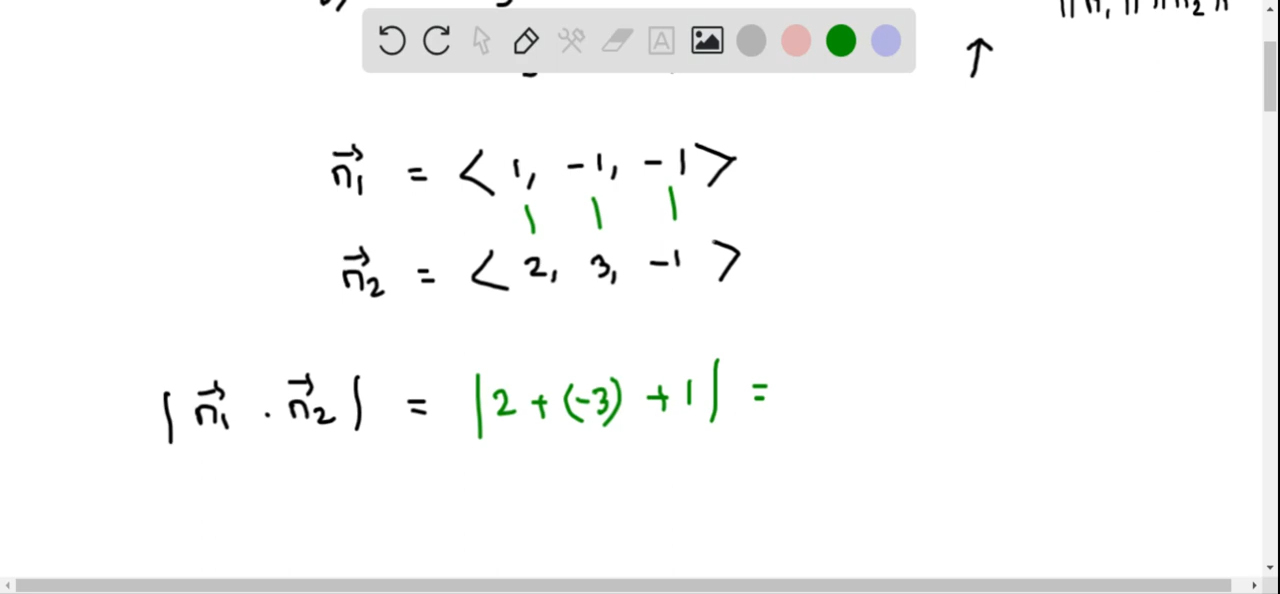 n⃗₁ = < 1, -1, -1 >
n⃗₂ = < 2, 3, -1 >
| n⃗₁ . n⃗₂ | = | 2 + (-3) + 1 | =